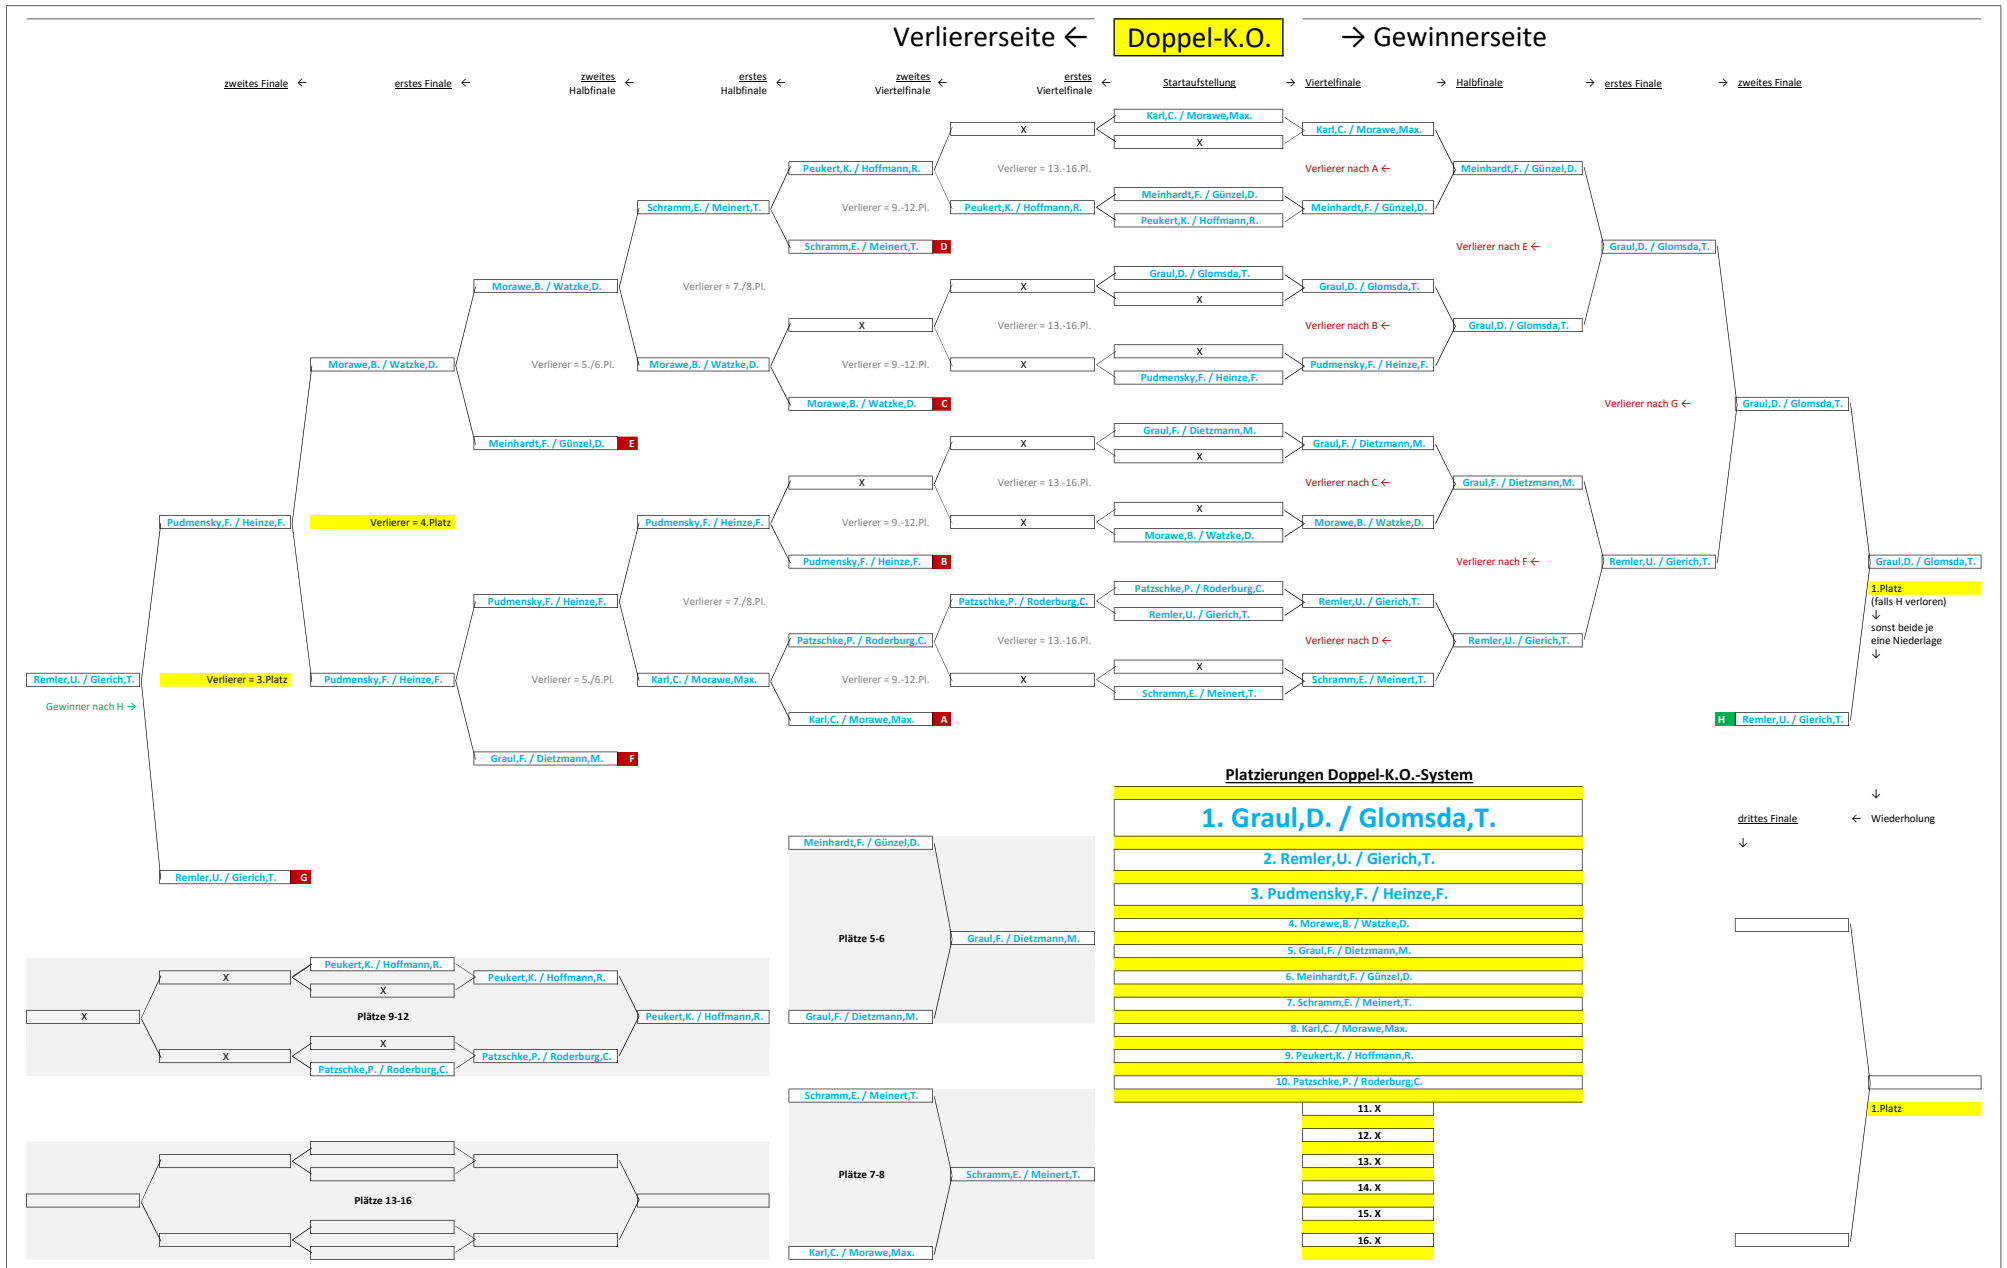 Verliererseite ← Doppel-K.O. → Gewinnerseite
zweites Finale ← erstes Finale ← zweites Halbfinale ← erstes Halbfinale ← zweites Viertelfinale ← erstes Viertelfinale ← Startaufstellung → Viertelfinale → Halbfinale → erstes Finale → zweites Finale
Karl,C. / Morawe,Max.
X Karl,C. / Morawe,Max.
X
Peukert,K. / Hoffmann,R. Verlierer = 13.-16.Pl. Verlierer nach A ← Meinhardt,F. / Günzel,D.
Meinhardt,F. / Günzel,D.
Schramm,E. / Meinert,T. Verlierer = 9.-12.Pl. Peukert,K. / Hoffmann,R. Meinhardt,F. / Günzel,D.
Peukert,K. / Hoffmann,R.
Schramm,E. / Meinert,T. D Verlierer nach E ← Graul,D. / Glomsda,T.
Graul,D. / Glomsda,T.
Morawe,B. / Watzke,D. Verlierer = 7./8.Pl. X Graul,D. / Glomsda,T.
X
X Verlierer = 13.-16.Pl. Verlierer nach B ← Graul,D. / Glomsda,T.
X
Morawe,B. / Watzke,D. Verlierer = 5./6.Pl. Morawe,B. / Watzke,D. Verlierer = 9.-12.Pl. X Pudmensky,F. / Heinze,F.
Pudmensky,F. / Heinze,F.
Morawe,B. / Watzke,D. C Verlierer nach G ← Graul,D. / Glomsda,T.
Graul,F. / Dietzmann,M.
Meinhardt,F. / Günzel,D. E X Graul,F. / Dietzmann,M.
X
X Verlierer = 13.-16.Pl. Verlierer nach C ← Graul,F. / Dietzmann,M.
X
Pudmensky,F. / Heinze,F. Verlierer = 4.Platz Pudmensky,F. / Heinze,F. Verlierer = 9.-12.Pl. X Morawe,B. / Watzke,D.
Morawe,B. / Watzke,D.
Pudmensky,F. / Heinze,F. B Verlierer nach F ← Remler,U. / Gierich,T. Graul,D. / Glomsda,T.
Patzschke,P. / Roderburg,C. 1.Platz
Pudmensky,F. / Heinze,F. Verlierer = 7./8.Pl. Patzschke,P. / Roderburg,C. Remler,U. / Gierich,T. (falls H verloren)
Remler,U. / Gierich,T. ↓
sonst beide je
Patzschke,P. / Roderburg,C. Verlierer = 13.-16.Pl. Verlierer nach D ← Remler,U. / Gierich,T. eine Niederlage
↓
X
Remler,U. / Gierich,T. Verlierer = 3.Platz Pudmensky,F. / Heinze,F. Verlierer = 5./6.Pl. Karl,C. / Morawe,Max. Verlierer = 9.-12.Pl. X Schramm,E. / Meinert,T.
Schramm,E. / Meinert,T.
Gewinner nach H →
Karl,C. / Morawe,Max. A H Remler,U. / Gierich,T.
Graul,F. / Dietzmann,M. F
Platzierungen Doppel-K.O.-System
↓
1. Graul,D. / Glomsda,T. drittes Finale ← Wiederholung
Meinhardt,F. / Günzel,D. ↓
2. Remler,U. / Gierich,T.
Remler,U. / Gierich,T. G
3. Pudmensky,F. / Heinze,F.
4. Morawe,B. / Watzke,D.
Plätze 5-6 Graul,F. / Dietzmann,M.
5. Graul,F. / Dietzmann,M.
Peukert,K. / Hoffmann,R.
X Peukert,K. / Hoffmann,R. 6. Meinhardt,F. / Günzel,D.
X
7. Schramm,E. / Meinert,T.
X Plätze 9-12 Peukert,K. / Hoffmann,R. Graul,F. / Dietzmann,M.
8. Karl,C. / Morawe,Max.
X
X Patzschke,P. / Roderburg,C. 9. Peukert,K. / Hoffmann,R.
Patzschke,P. / Roderburg,C.
10. Patzschke,P. / Roderburg,C.
Schramm,E. / Meinert,T.
11. X 1.Platz
12. X
13. X
Plätze 7-8 Schramm,E. / Meinert,T.
14. X
Plätze 13-16
15. X
16. X
Karl,C. / Morawe,Max.